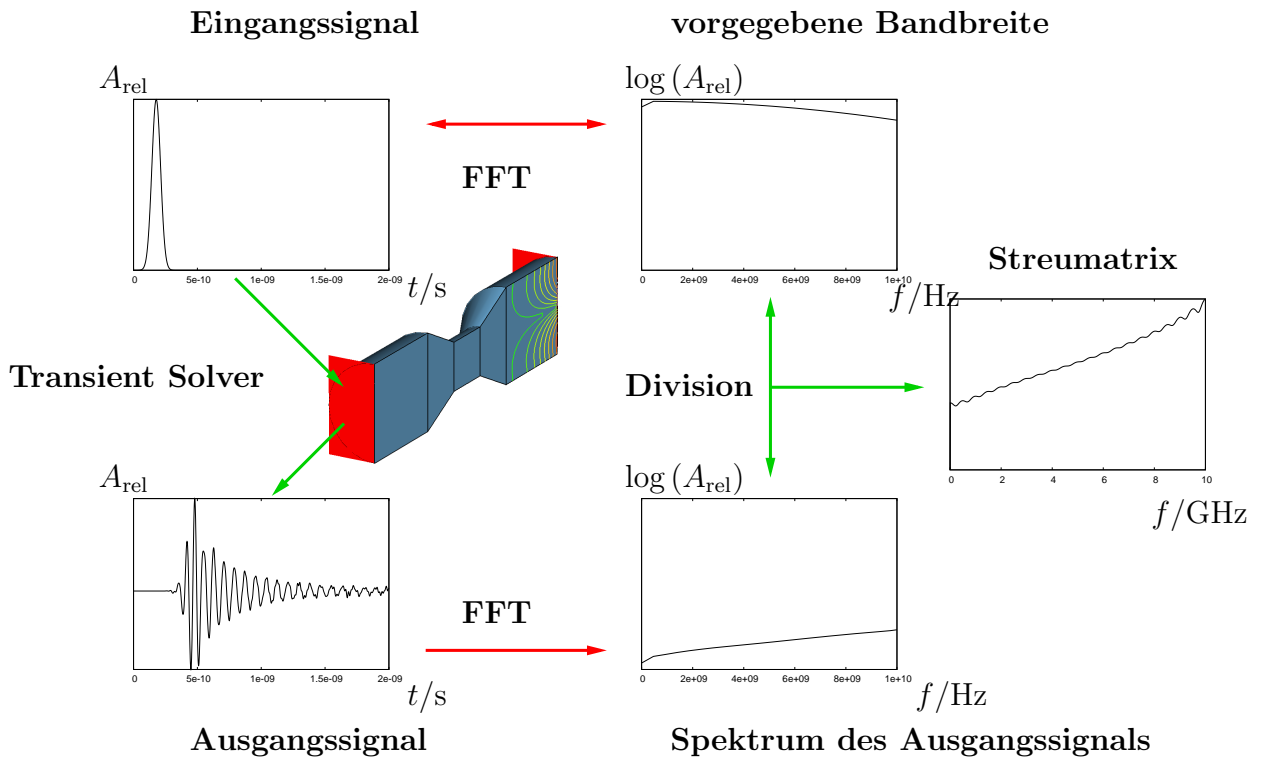 Eingangssignal
vorgegebene Bandbreite
A_rel
log (A_rel)
0 5e-10 1e-09 1.5e-09 2e-09
t/s
FFT
0 2e+09 4e+09 6e+09 8e+09 1e+10
f/Hz
Streumatrix
Transient Solver
Division
0 2 4 6 8 10
f/GHz
A_rel
log (A_rel)
0 5e-10 1e-09 1.5e-09 2e-09
t/s
FFT
0 2e+09 4e+09 6e+09 8e+09 1e+10
f/Hz
Ausgangssignal
Spektrum des Ausgangssignals